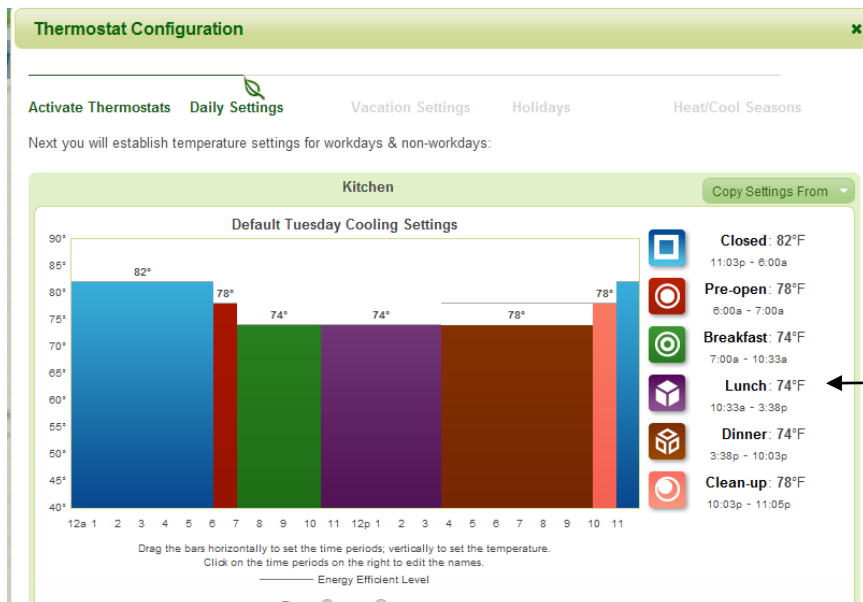 Thermostat Configuration
Activate Thermostats Daily Settings Vacation Settings Holidays Heat/Cool Seasons
Next you will establish temperature settings for workdays & non-workdays:
Kitchen
Copy Settings From
Default Tuesday Cooling Settings
90°
85°
80°
75°
70°
65°
60°
55°
50°
45°
40°
82°
78°
74°
74°
78°
78°
12a 1 2 3 4 5 6 7 8 9 10 11 12p 1 2 3 4 5 6 7 8 9 10 11
Closed: 82°F
11:03p - 6:00a
Pre-open: 78°F
6:00a - 7:00a
Breakfast: 74°F
7:00a - 10:33a
Lunch: 74°F
10:33a - 3:38p
Dinner: 74°F
3:38p - 10:03p
Clean-up: 78°F
10:03p - 11:05p
Drag the bars horizontally to set the time periods; vertically to set the temperature.
Click on the time periods on the right to edit the names.
Energy Efficient Level